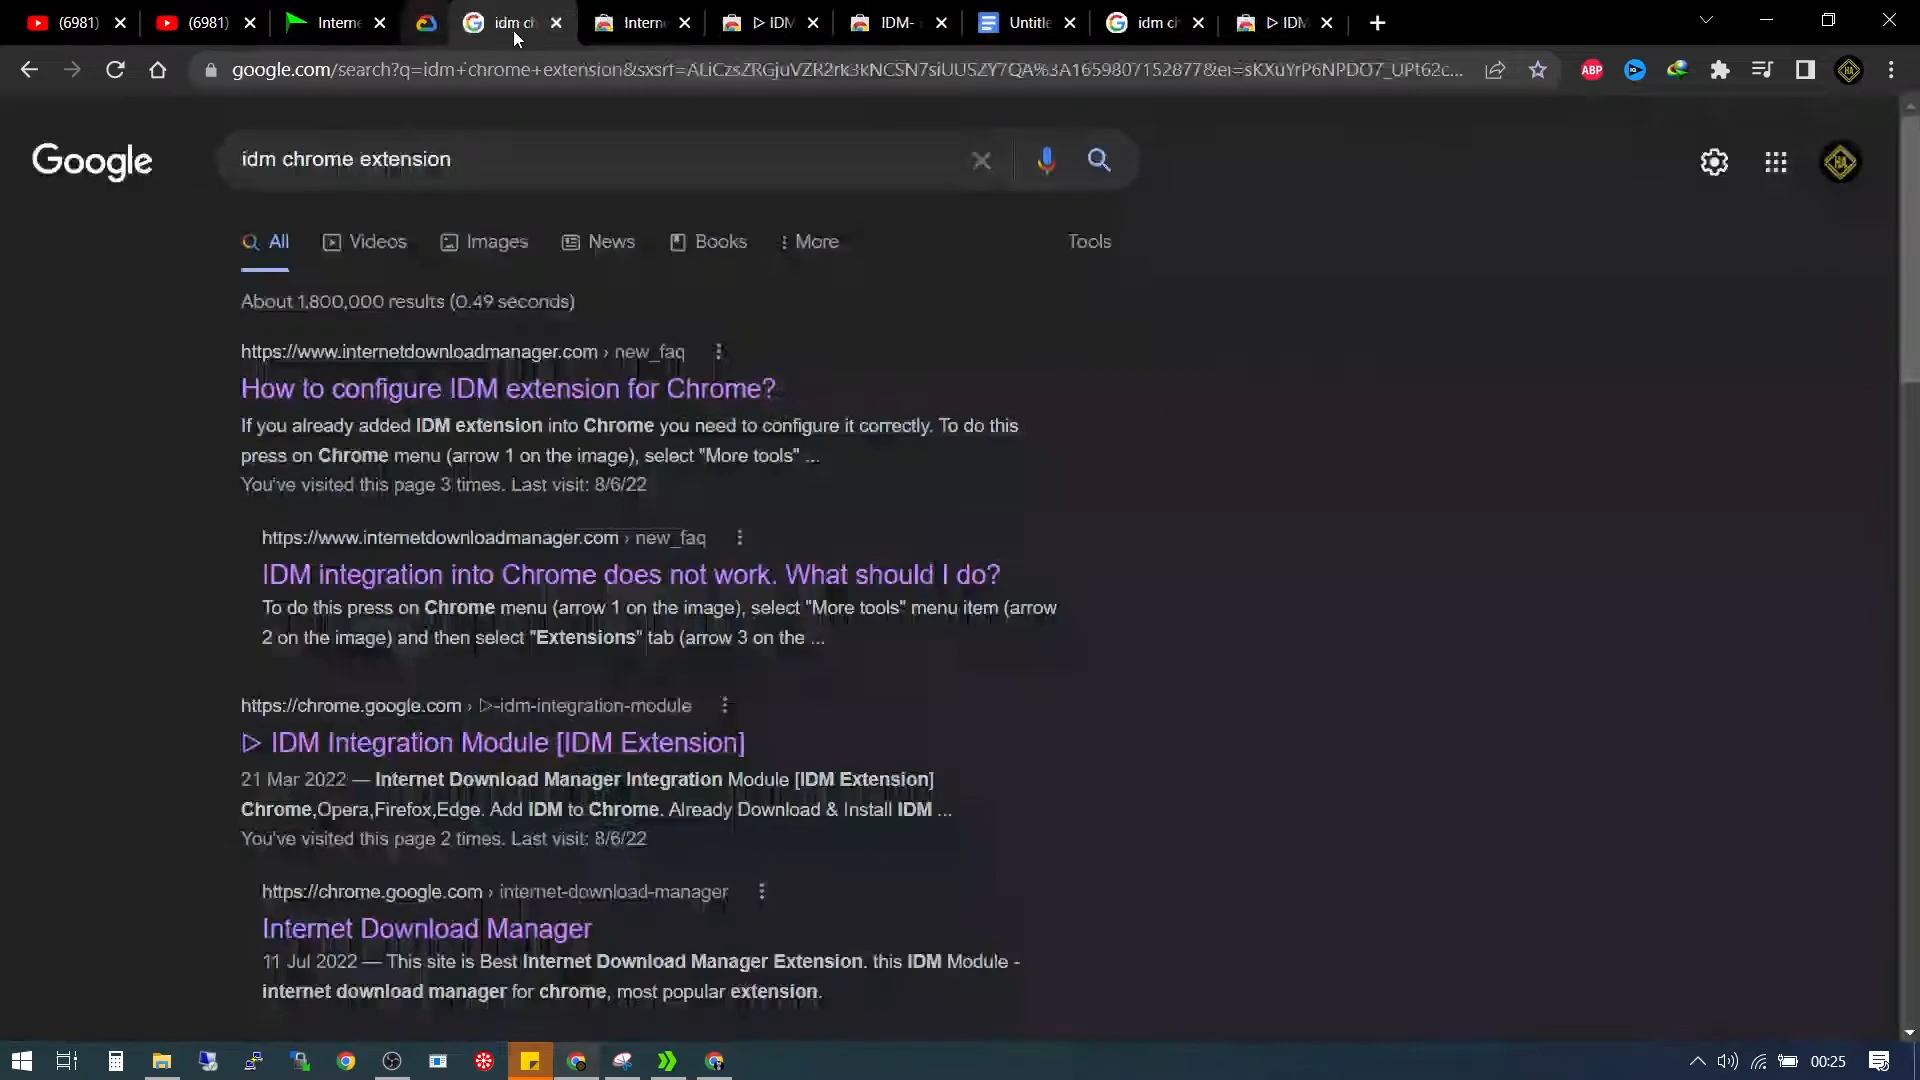 (6981)
(6981)
Interne
idm ch
Intern
▷ IDM
IDM-
Untitle
idm ch
▷ IDM
google.com/search?q=idm+chrome+extension&sxsrf=
ABP
Google
idm chrome extension
All
Videos
Images
News
Books
More
Tools
About 1,800,000 results (0.49 seconds)
https://www.internetdownloadmanager.com › new_faq
How to configure IDM extension for Chrome?
If you already added IDM extension into Chrome you need to configure it correctly. To do this
press on Chrome menu (arrow 1 on the image), select "More tools" ...
You've visited this page 3 times. Last visit: 8/6/22
https://www.internetdownloadmanager.com › new_faq
IDM integration into Chrome does not work. What should I do?
To do this press on Chrome menu (arrow 1 on the image), select "More tools" menu item (arrow
2 on the image) and then select "Extensions" tab (arrow 3 on the ...
https://chrome.google.com › ▷-idm-integration-module
▷ IDM Integration Module [IDM Extension]
21 Mar 2022 — Internet Download Manager Integration Module [IDM Extension]
Chrome,Opera,Firefox,Edge. Add IDM to Chrome. Already Download & Install IDM ...
You've visited this page 2 times. Last visit: 8/6/22
https://chrome.google.com › internet-download-manager
Internet Download Manager
11 Jul 2022 — This site is Best Internet Download Manager Extension. this IDM Module -
internet download manager for chrome, most popular extension.
00:25